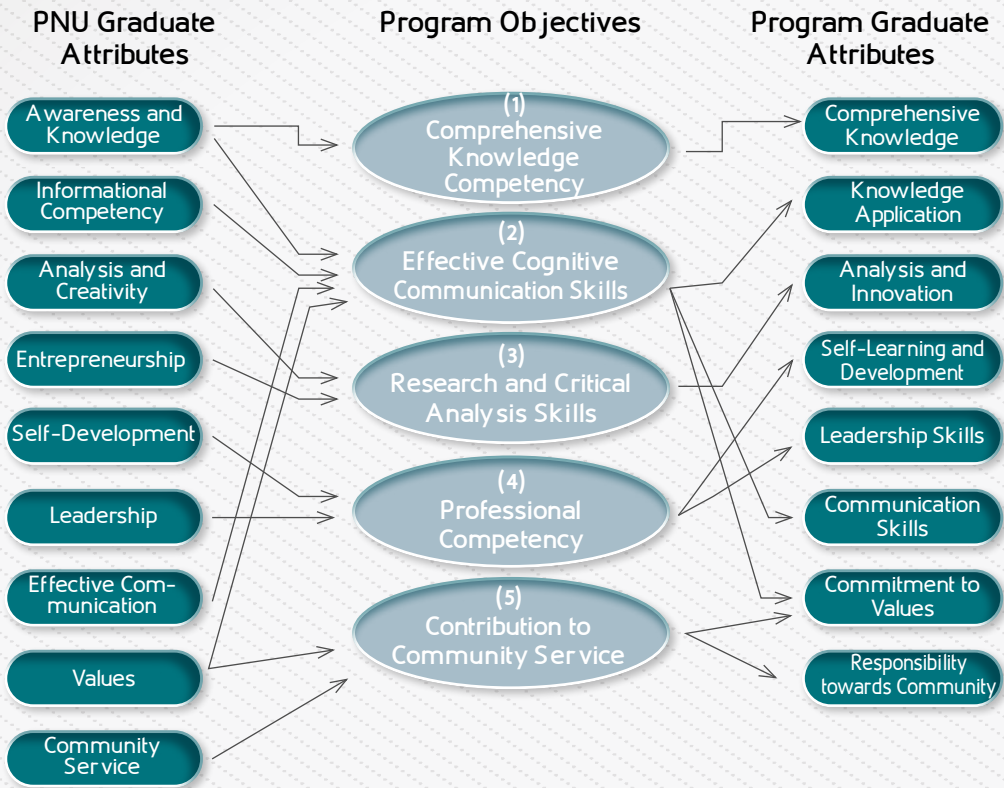 PNU Graduate
Attributes
Program Objectives
Program Graduate
Attributes
Awareness and
Knowledge
Informational
Competency
Analysis and
Creativity
Entrepreneurship
Self-Development
Leadership
Effective Com-
munication
Values
Community
Service
(1)
Comprehensive
Knowledge
Competency
(2)
Effective Cognitive
Communication Skills
(3)
Research and Critical
Analysis Skills
(4)
Professional
Competency
(5)
Contribution to
Community Service
Comprehensive
Knowledge
Knowledge
Application
Analysis and
Innovation
Self-Learning and
Development
Leadership Skills
Communication
Skills
Commitment to
Values
Responsibility
towards Community